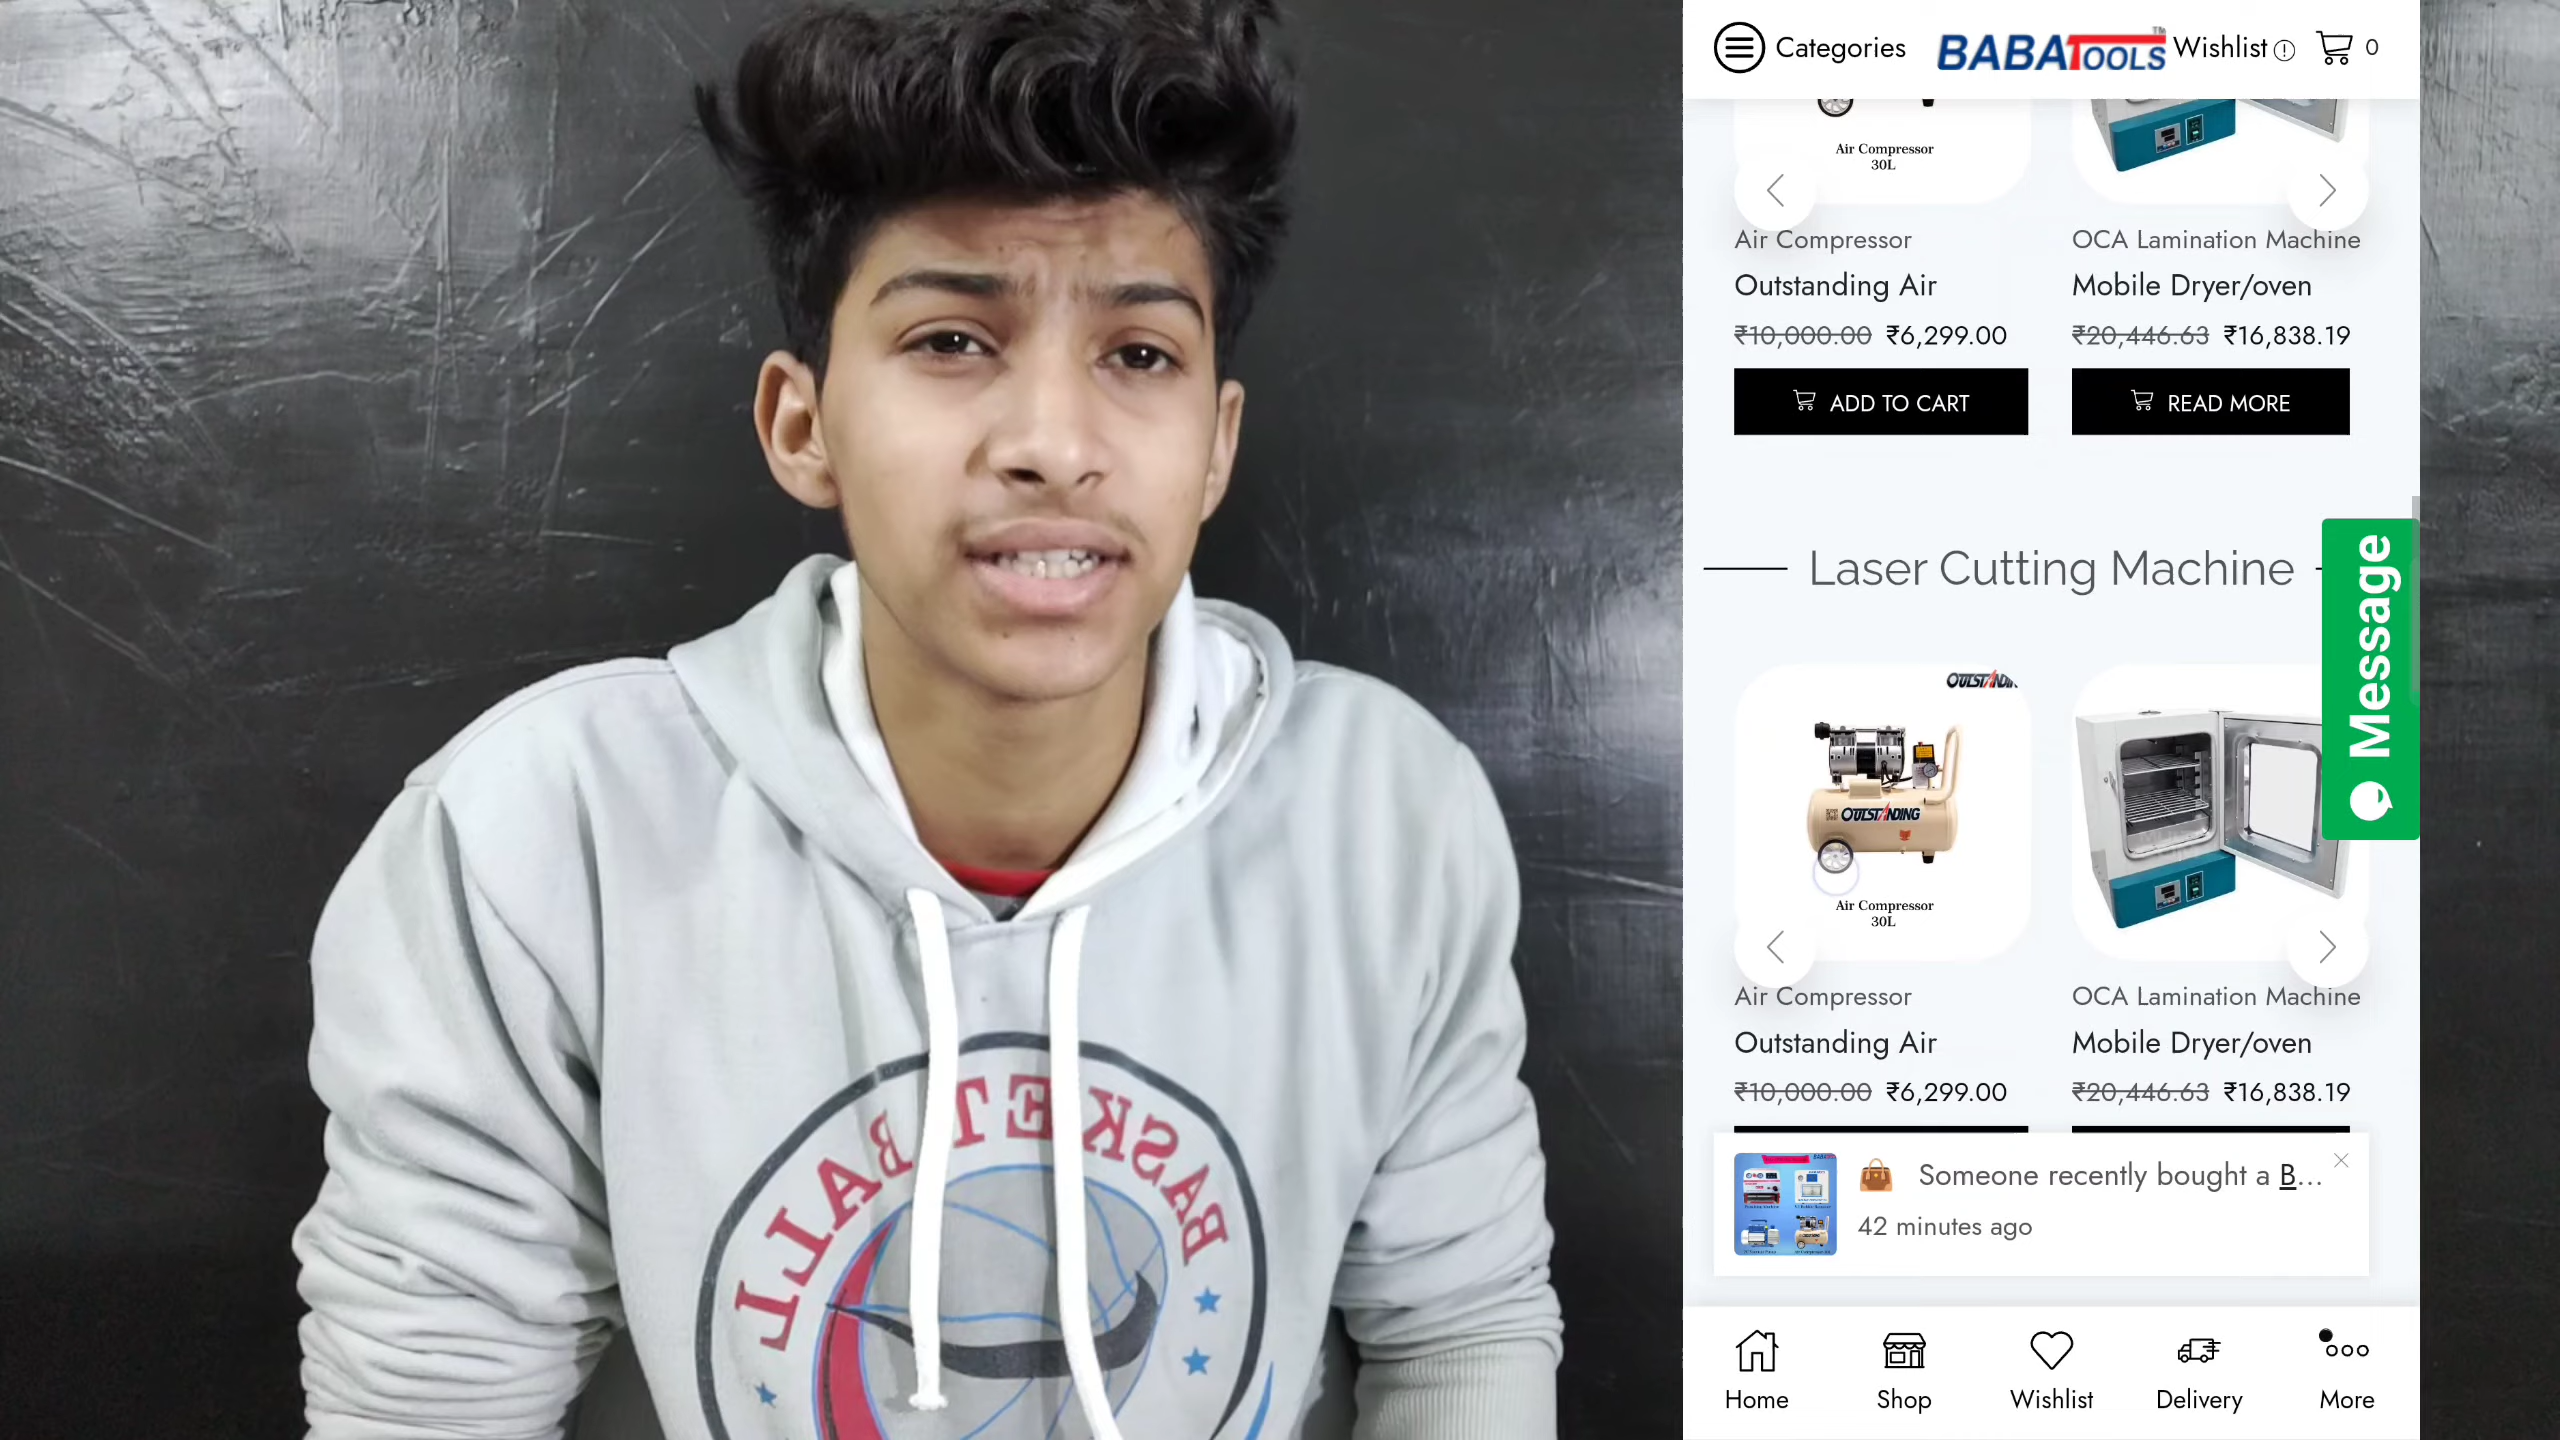 BASKET BALL
Categories
BABATOOLS™
Wishlist
0
Air Compressor
30L
Air Compressor
OCA Lamination Machine
Outstanding Air
Mobile Dryer/oven
₹10,000.00 ₹6,299.00
₹20,446.63 ₹16,838.19
ADD TO CART
READ MORE
Laser Cutting Machine
Message
OUTSTANDING
Air Compressor
30L
Air Compressor
OCA Lamination Machine
Outstanding Air
Mobile Dryer/oven
₹10,000.00 ₹6,299.00
₹20,446.63 ₹16,838.19
Someone recently bought a B...
42 minutes ago
Home
Shop
Wishlist
Delivery
More